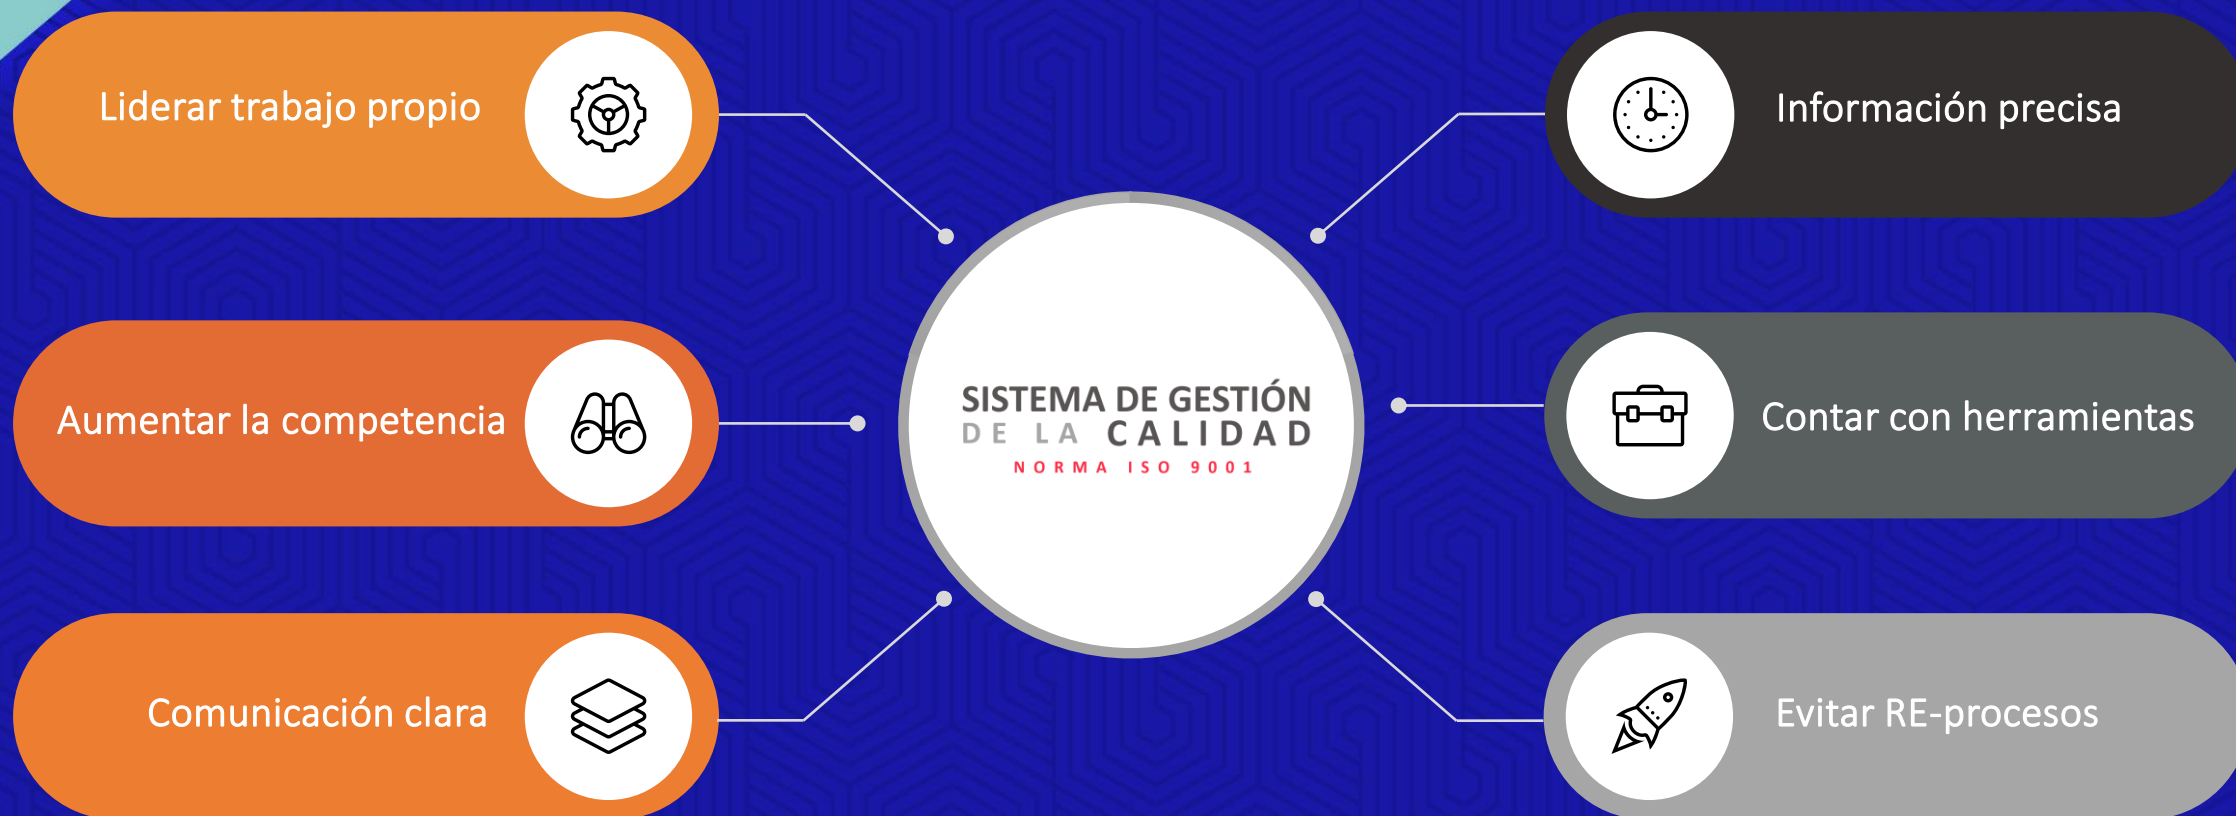 Liderar trabajo propio
Aumentar la competencia
Comunicación clara
SISTEMA DE GESTIÓN
DE LA CALIDAD
NORMA ISO 9001
Información precisa
Contar con herramientas
Evitar RE-procesos